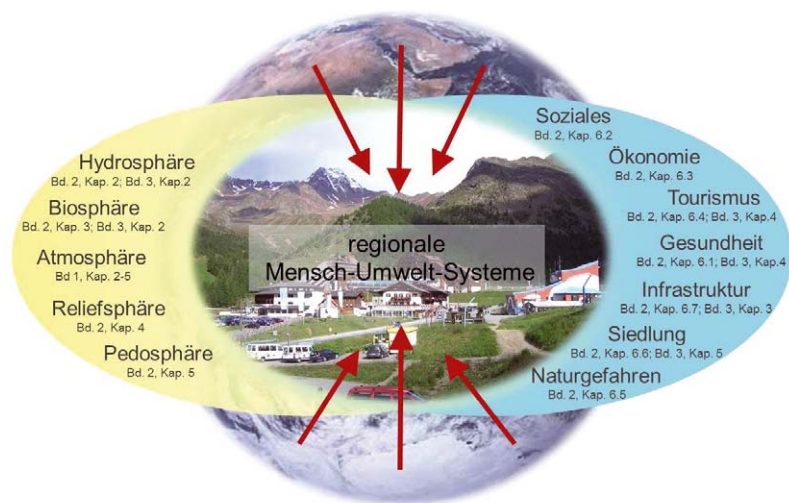 Hydrosphäre
Bd. 2, Kap. 2; Bd. 3, Kap.2
Biosphäre
Bd. 2, Kap. 3; Bd. 3, Kap. 2
Atmosphäre
Bd 1, Kap. 2-5
Reliefsphäre
Bd. 2, Kap. 4
Pedosphäre
Bd. 2, Kap. 5
regionale
Mensch-Umwelt-Systeme
Soziales
Bd. 2, Kap. 6.2
Ökonomie
Bd. 2, Kap. 6.3
Tourismus
Bd. 2, Kap. 6.4; Bd. 3, Kap.4
Gesundheit
Bd. 2, Kap. 6.1; Bd. 3, Kap.4
Infrastruktur
Bd. 2, Kap. 6.7; Bd. 3, Kap. 3
Siedlung
Bd. 2, Kap. 6.6; Bd. 3, Kap. 5
Naturgefahren
Bd. 2, Kap. 6.5